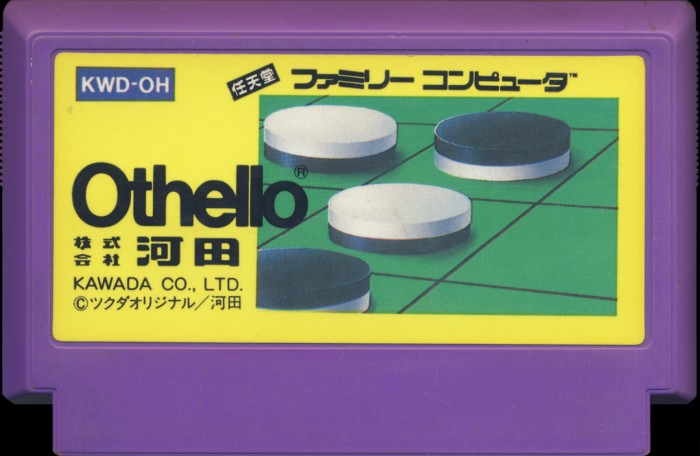 KWD-OH
任天堂 ファミリー コンピュータ™
Othello®
株式会社 河田
KAWADA CO., LTD.
©ツクダオリジナル/河田